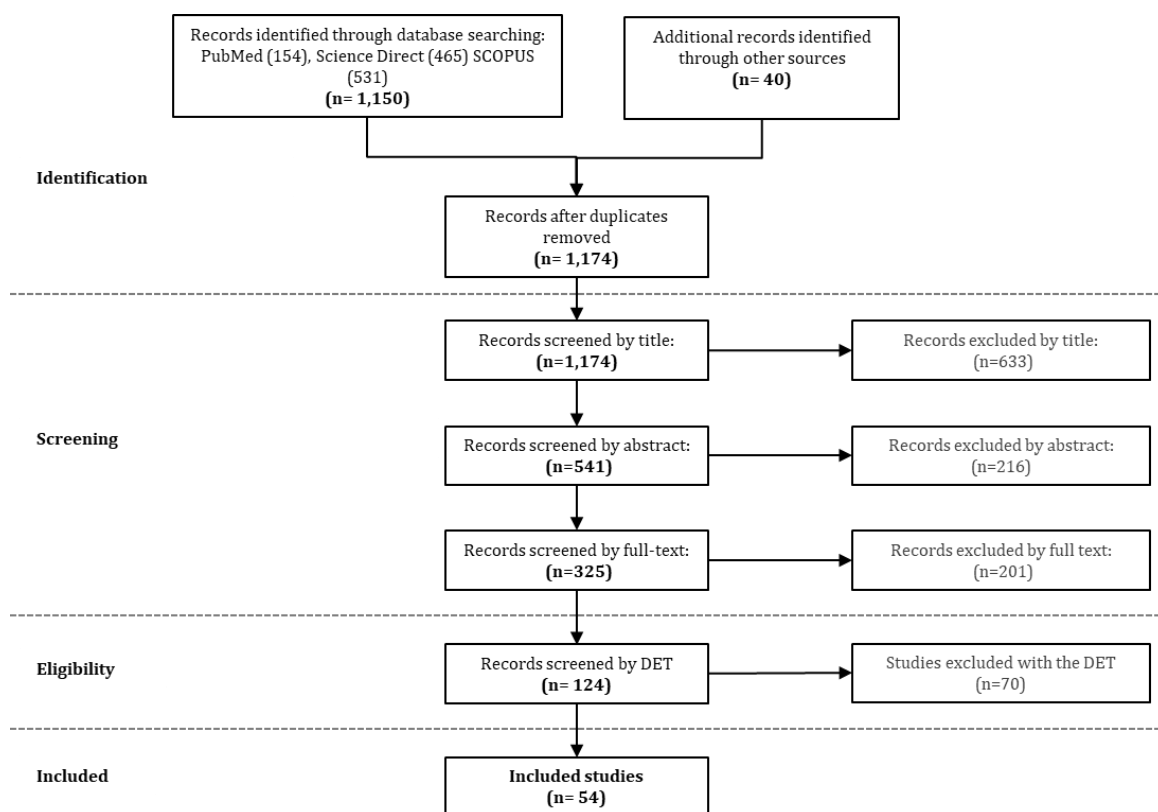 Records identified through database searching:
PubMed (154), Science Direct (465) SCOPUS
(531)
(n= 1,150)
Additional records identified
through other sources
(n= 40)
Identification
Records after duplicates
removed
(n= 1,174)
Records screened by title:
(n=1,174)
Records excluded by title:
(n=633)
Screening
Records screened by abstract:
(n=541)
Records excluded by abstract:
(n=216)
Records screened by full-text:
(n=325)
Records excluded by full text:
(n=201)
Eligibility
Records screened by DET
(n= 124)
Studies excluded with the DET
(n=70)
Included
Included studies
(n= 54)